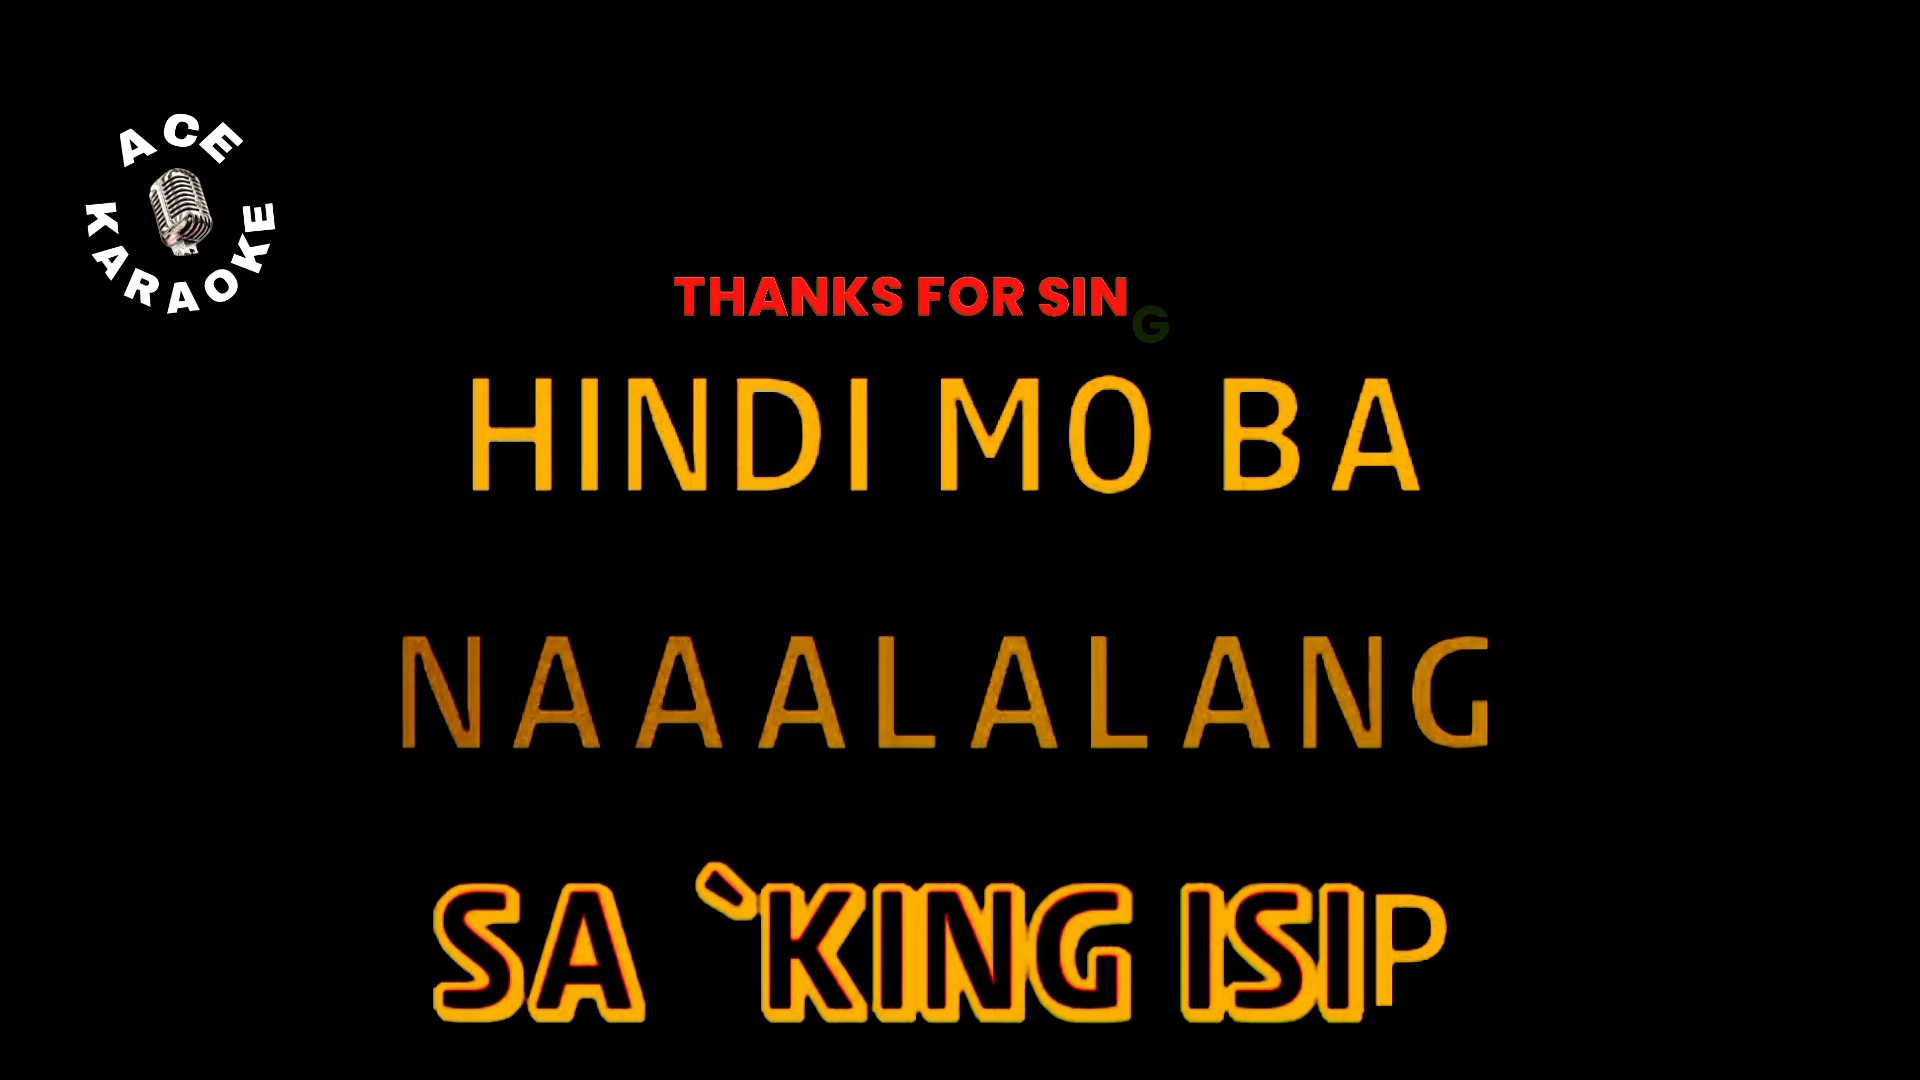 ACE
KARAOKE
THANKS FOR SING
HINDI MO BA
NAAALALANG
SA `KING ISIP